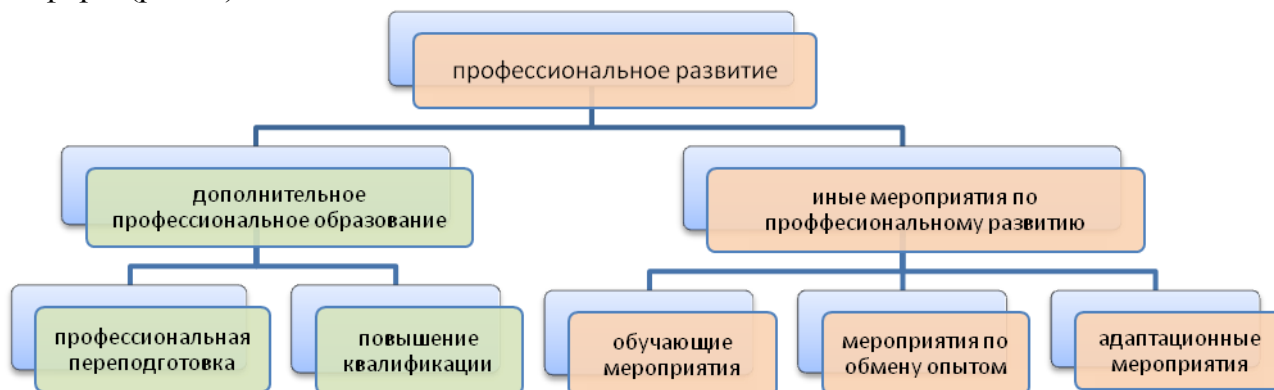 профессиональное развитие
дополнительное
профессиональное образование
иные мероприятия по
проффесиональному развитию
профессиональная
переподготовка
повышение
квалификации
обучающие
мероприятия
мероприятия по
обмену опытом
адаптационные
мероприятия